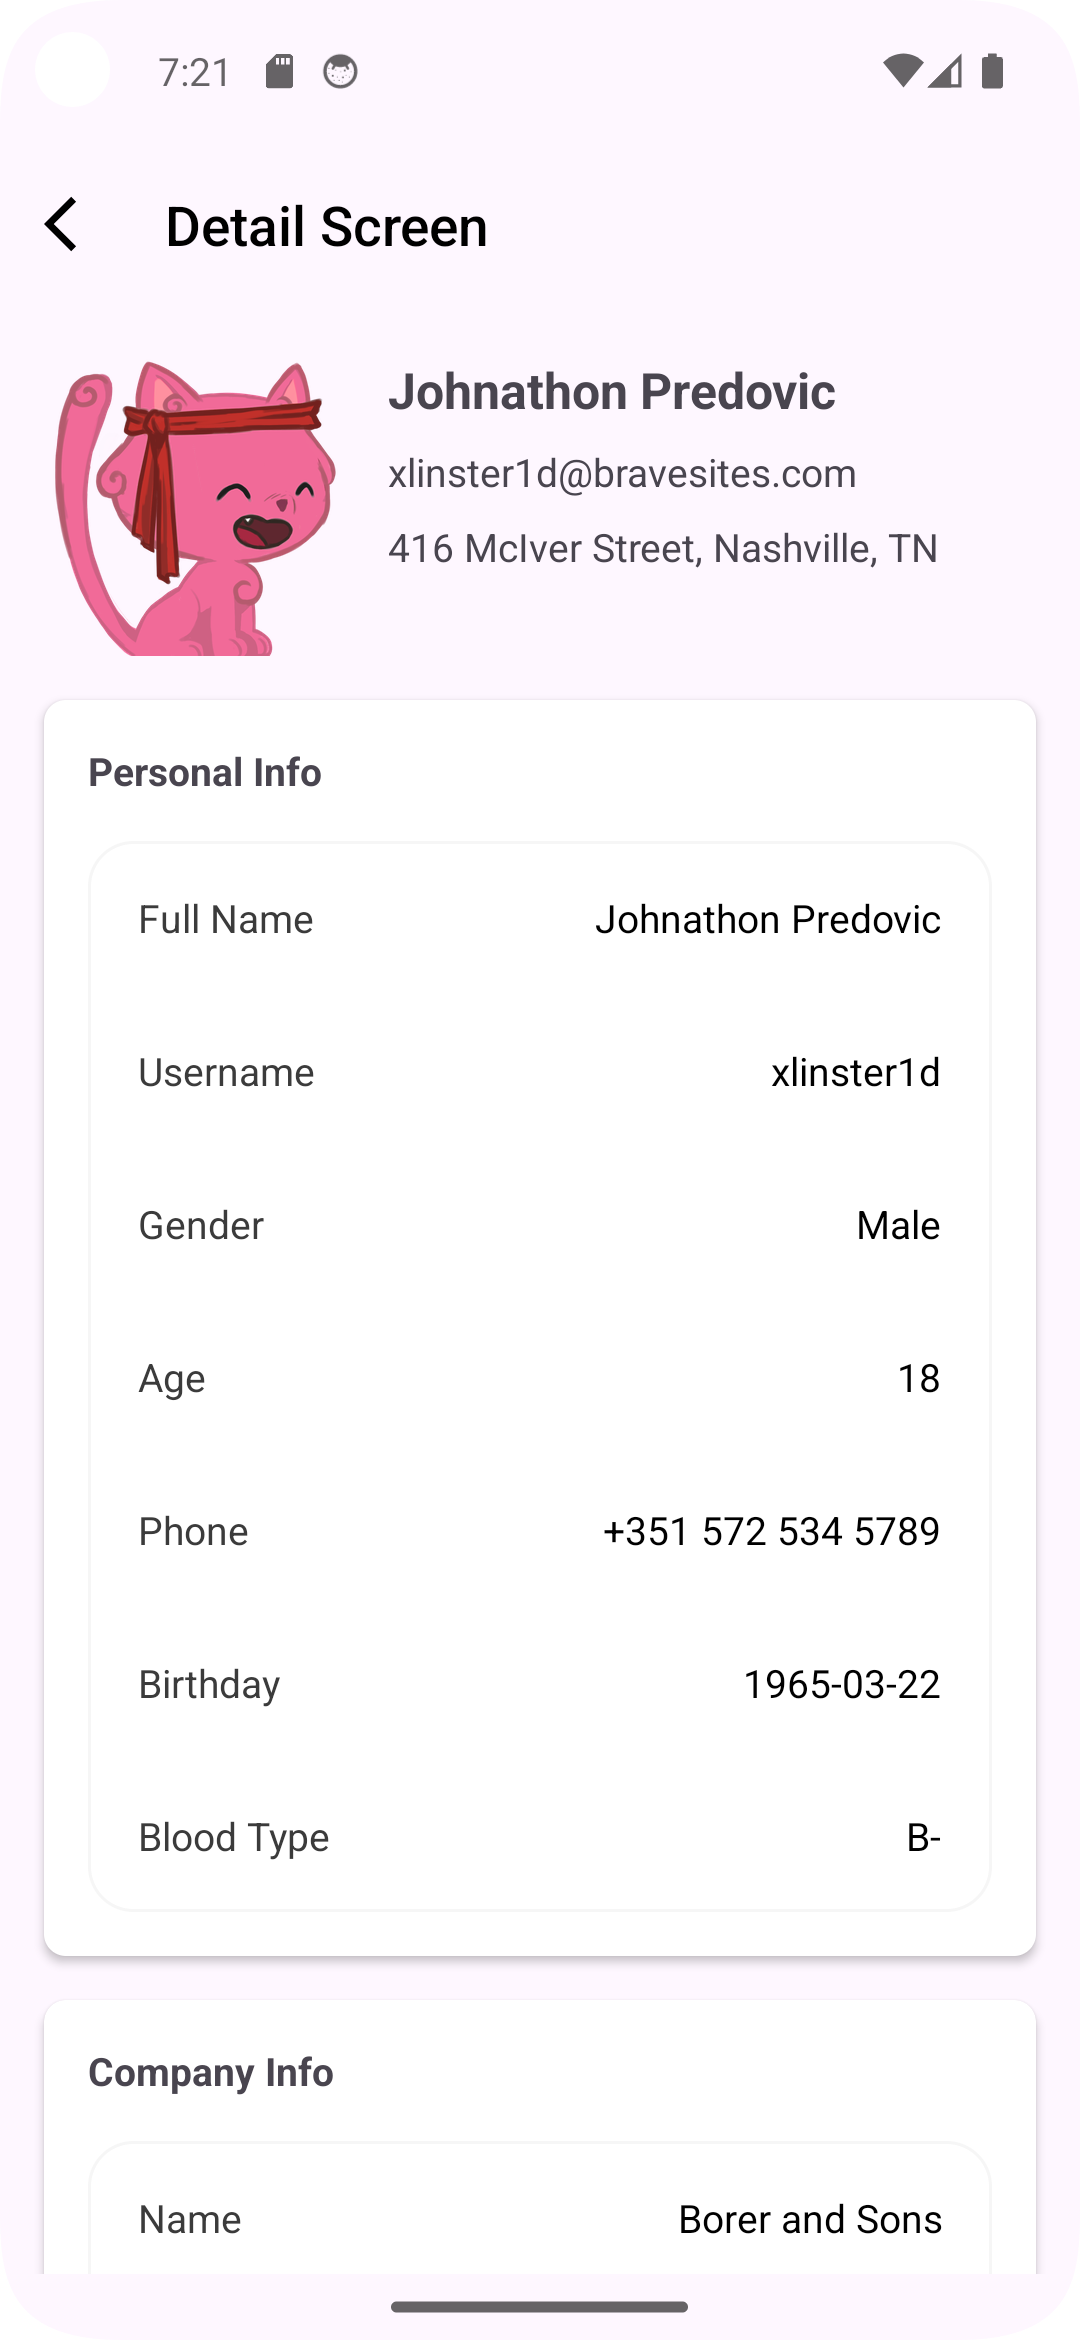 7:21
Detail Screen
Johnathon Predovic
xlinster1d@bravesites.com
416 McIver Street, Nashville, TN
Personal Info
Full Name Johnathon Predovic
Username xlinster1d
Gender Male
Age 18
Phone +351 572 534 5789
Birthday 1965-03-22
Blood Type B-
Company Info
Name Borer and Sons